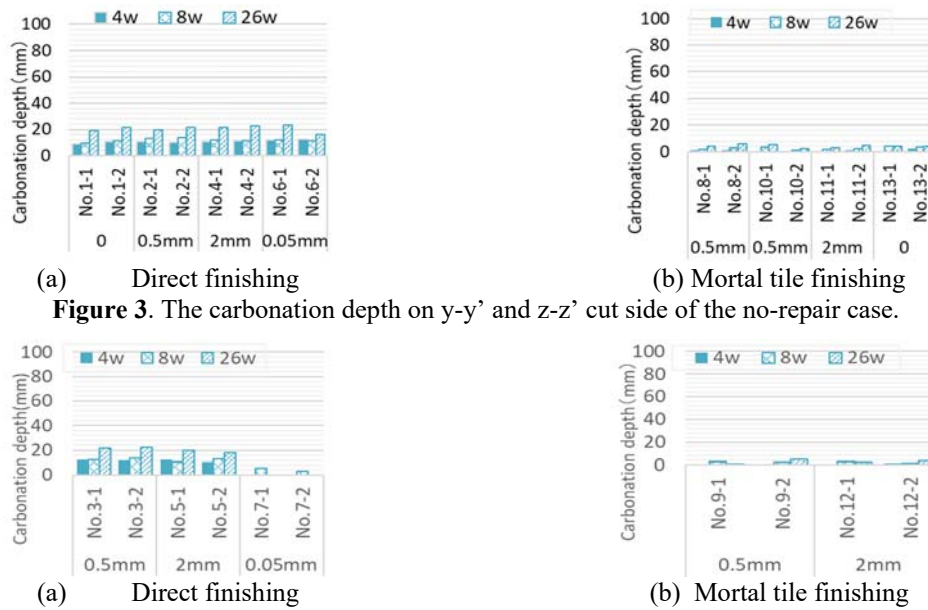 4w 8w 26w
Carbonation depth(mm)
100
80
60
40
20
0
No.1-1 No.1-2 No.2-1 No.2-2 No.4-1 No.4-2 No.6-1 No.6-2
0 0.5mm 2mm 0.05mm
(a) Direct finishing
4w 8w 26w
Carbonation depth(mm)
100
80
60
40
20
0
No.8-1 No.8-2 No.10-1 No.10-2 No.11-1 No.11-2 No.13-1 No.13-2
0.5mm 0.5mm 2mm 0
(b) Mortal tile finishing
Figure 3. The carbonation depth on y-y’ and z-z’ cut side of the no-repair case.
4w 8w 26w
Carbonation depth(mm)
100
80
60
40
20
0
No.3-1 No.3-2 No.5-1 No.5-2 No.7-1 No.7-2
0.5mm 2mm 0.05mm
(a) Direct finishing
4w 8w 26w
Carbonation depth(mm)
100
80
60
40
20
0
No.9-1 No.9-2 No.12-1 No.12-2
0.5mm 2mm
(b) Mortal tile finishing